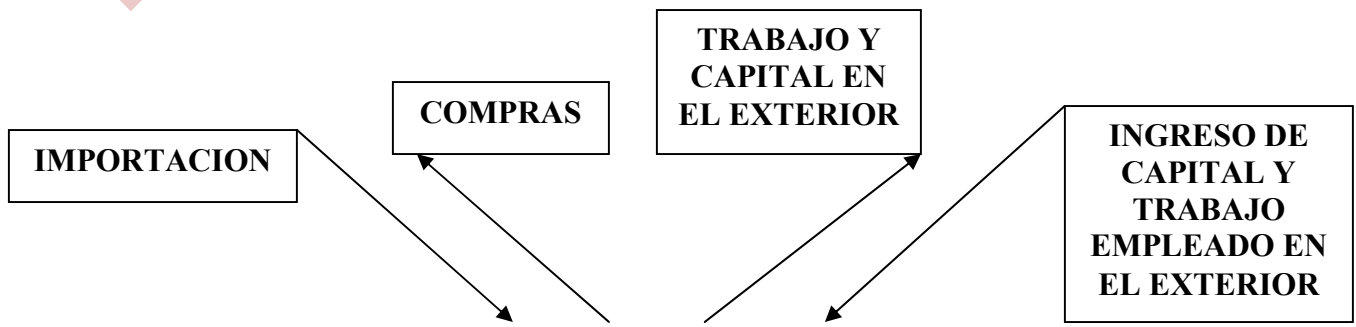 IMPORTACION
COMPRAS
TRABAJO Y
CAPITAL EN
EL EXTERIOR
INGRESO DE
CAPITAL Y
TRABAJO
EMPLEADO EN
EL EXTERIOR